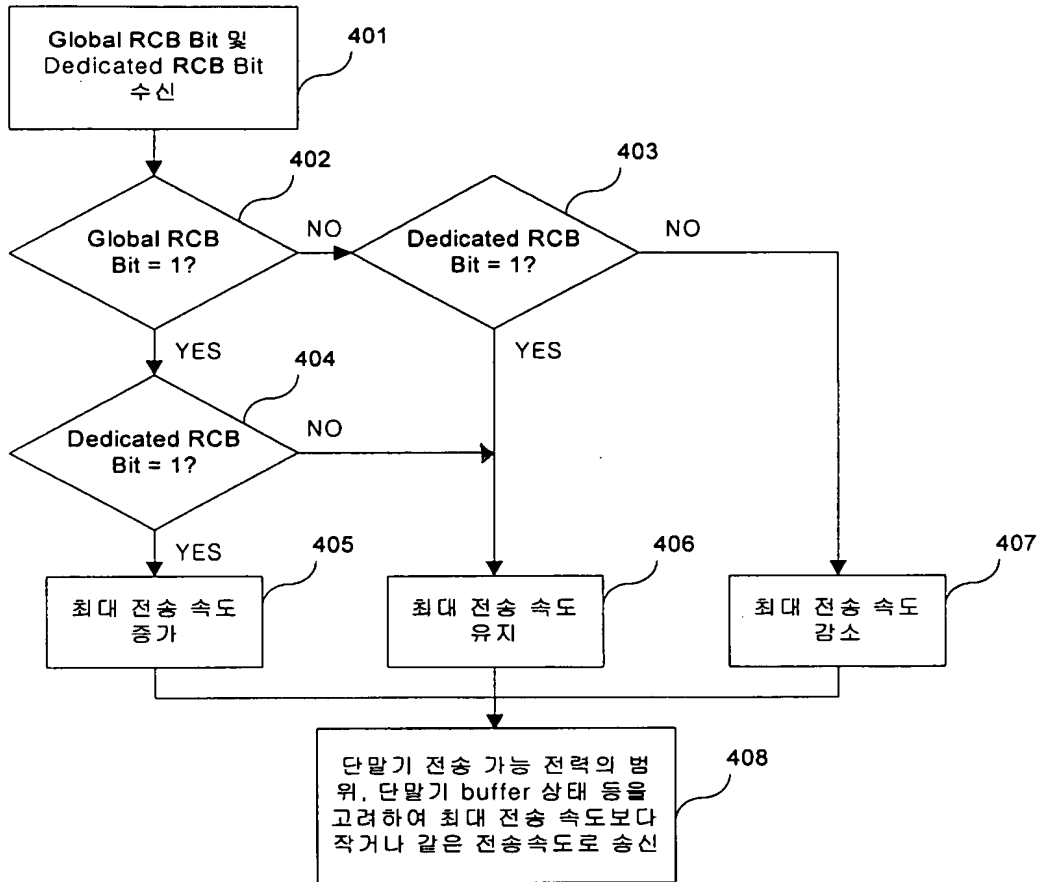 Global RCB Bit 및
Dedicated RCB Bit
수신
401
402
403
Global RCB
Bit = 1?
NO
Dedicated RCB
Bit = 1?
NO
YES
YES
404
Dedicated RCB
Bit = 1?
NO
YES
405
406
407
최대 전송 속도
증가
최대 전송 속도
유지
최대 전송 속도
감소
단말기 전송 가능 전력의 범
위, 단말기 buffer 상태 등을
고려하여 최대 전송 속도보다
작거나 같은 전송속도로 송신
408